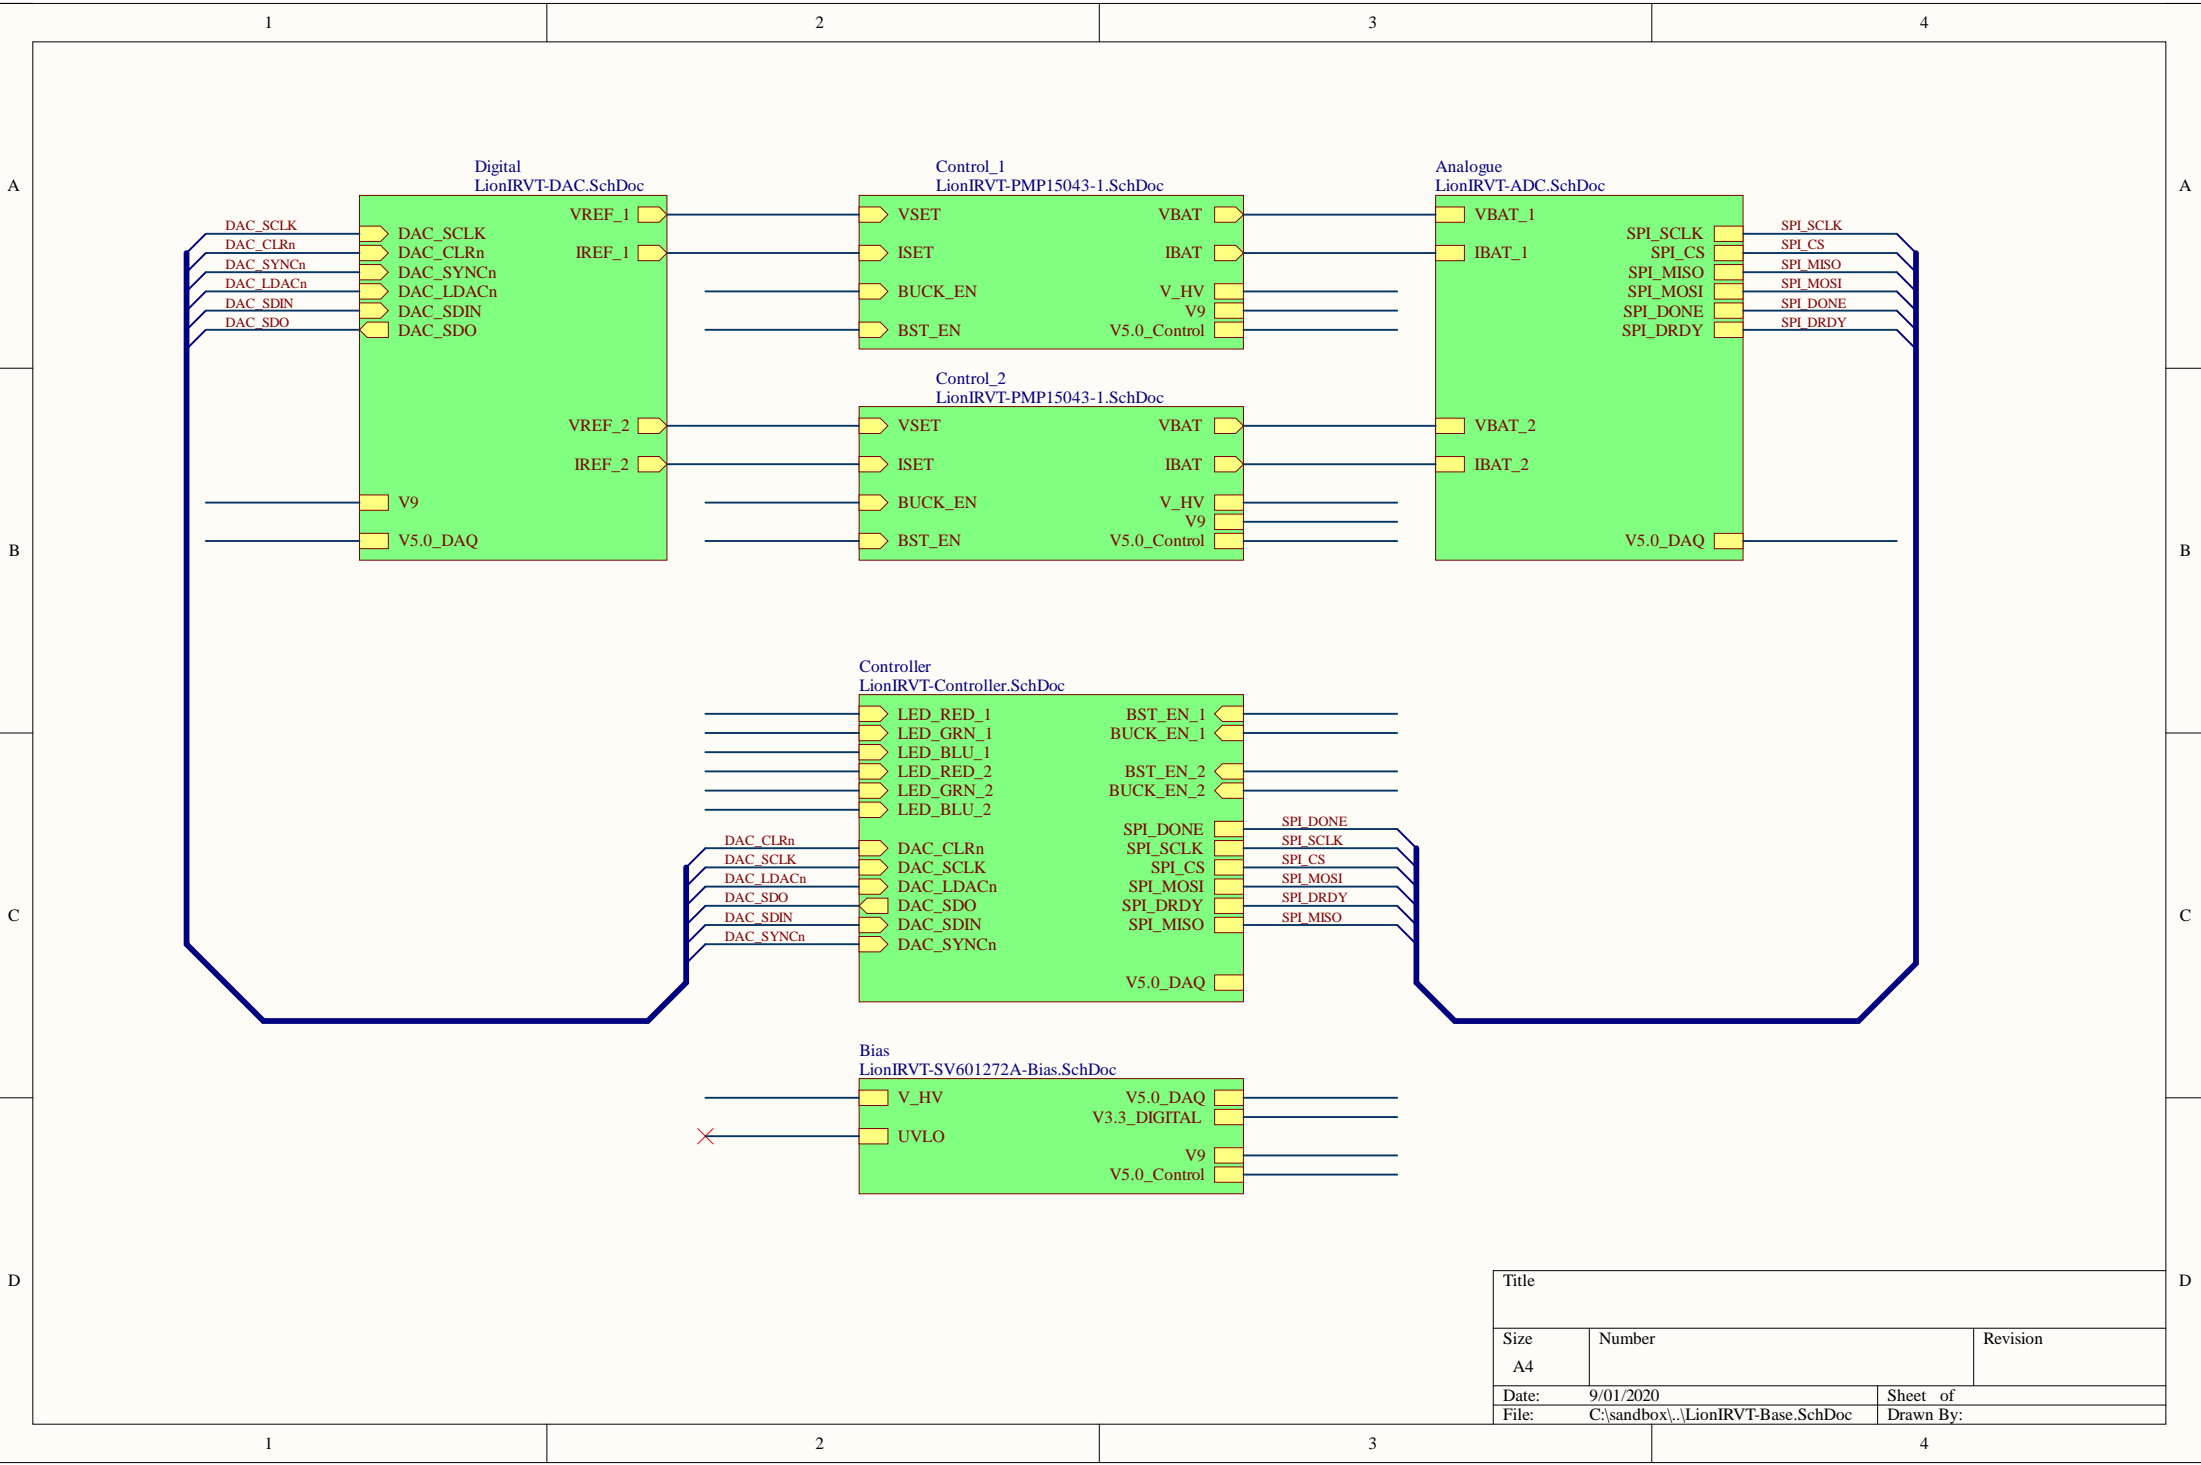 1 2 3 4
A A
B B
C C
D D
Digital
LionIRVT-DAC.SchDoc
DAC_SCLK
DAC_CLRn
DAC_SYNCn
DAC_LDACn
DAC_SDIN
DAC_SDO
DAC_SCLK
DAC_CLRn
DAC_SYNCn
DAC_LDACn
DAC_SDIN
DAC_SDO
VREF_1
IREF_1
VREF_2
IREF_2
V9
V5.0_DAQ
Control_1
LionIRVT-PMP15043-1.SchDoc
VSET
ISET
BUCK_EN
BST_EN
VBAT
IBAT
V_HV
V9
V5.0_Control
Control_2
LionIRVT-PMP15043-1.SchDoc
VSET
ISET
BUCK_EN
BST_EN
VBAT
IBAT
V_HV
V9
V5.0_Control
Analogue
LionIRVT-ADC.SchDoc
VBAT_1
IBAT_1
VBAT_2
IBAT_2
SPI_SCLK
SPI_CS
SPI_MISO
SPI_MOSI
SPI_DONE
SPI_DRDY
V5.0_DAQ
SPI_SCLK
SPI_CS
SPI_MISO
SPI_MOSI
SPI_DONE
SPI_DRDY
Controller
LionIRVT-Controller.SchDoc
LED_RED_1
LED_GRN_1
LED_BLU_1
LED_RED_2
LED_GRN_2
LED_BLU_2
DAC_CLRn
DAC_SCLK
DAC_LDACn
DAC_SDO
DAC_SDIN
DAC_SYNCn
DAC_CLRn
DAC_SCLK
DAC_LDACn
DAC_SDO
DAC_SDIN
DAC_SYNCn
BST_EN_1
BUCK_EN_1
BST_EN_2
BUCK_EN_2
SPI_DONE
SPI_SCLK
SPI_CS
SPI_MOSI
SPI_DRDY
SPI_MISO
V5.0_DAQ
SPI_DONE
SPI_SCLK
SPI_CS
SPI_MOSI
SPI_DRDY
SPI_MISO
Bias
LionIRVT-SV601272A-Bias.SchDoc
V_HV
UVLO
V5.0_DAQ
V3.3_DIGITAL
V9
V5.0_Control
Title
Size Number Revision
A4
Date: 9/01/2020 Sheet of
File: C:\sandbox\..\LionIRVT-Base.SchDoc Drawn By:
1 2 3 4